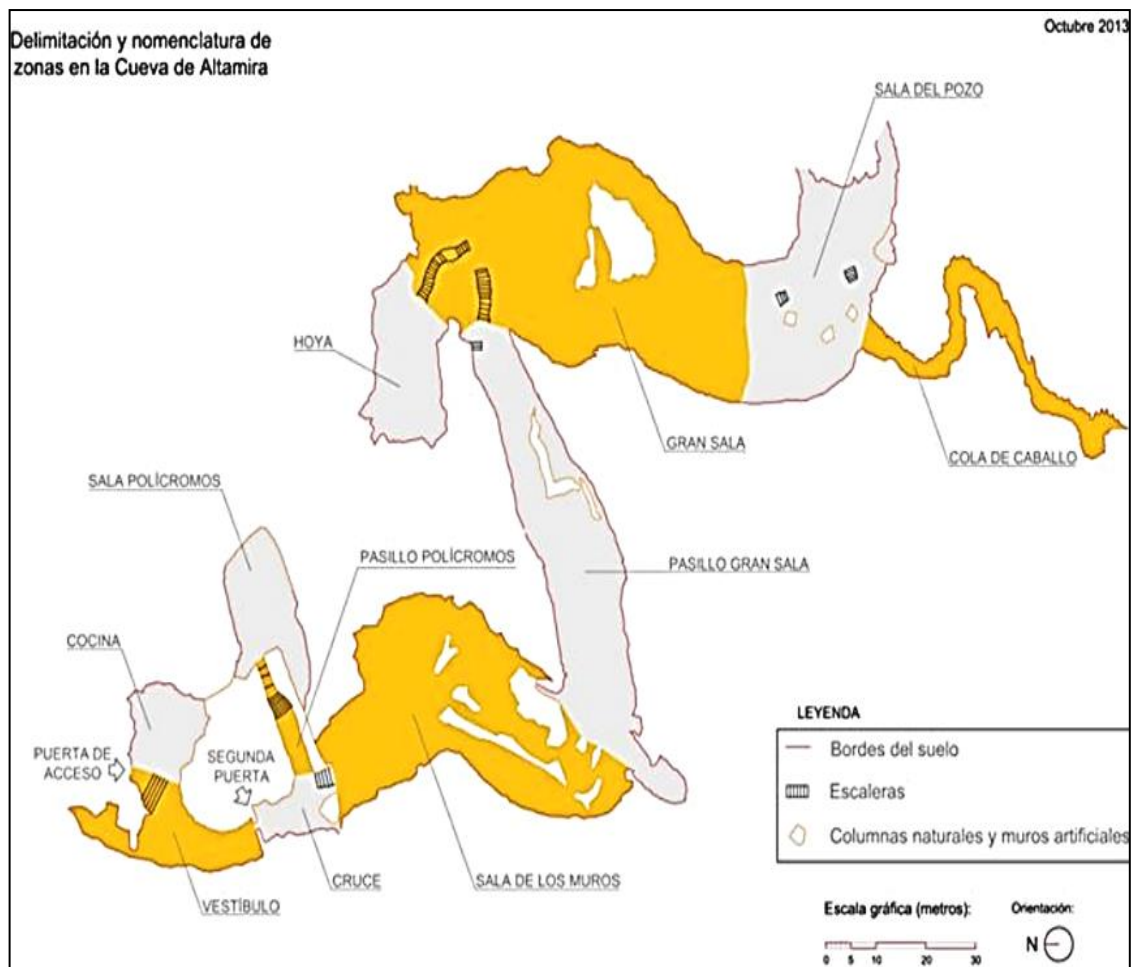 Delimitación y nomenclatura de
zonas en la Cueva de Altamira
Octubre 2013
SALA DEL POZO
HOYA
GRAN SALA
COLA DE CABALLO
SALA POLÍCROMOS
PASILLO POLÍCROMOS
PASILLO GRAN SALA
COCINA
PUERTA DE
ACCESO
SEGUNDA
PUERTA
CRUCE
SALA DE LOS MUROS
VESTÍBULO
LEYENDA
Bordes del suelo
Escaleras
Columnas naturales y muros artificiales
Escala gráfica (metros):
0 5 10 20 30
Orientación:
N